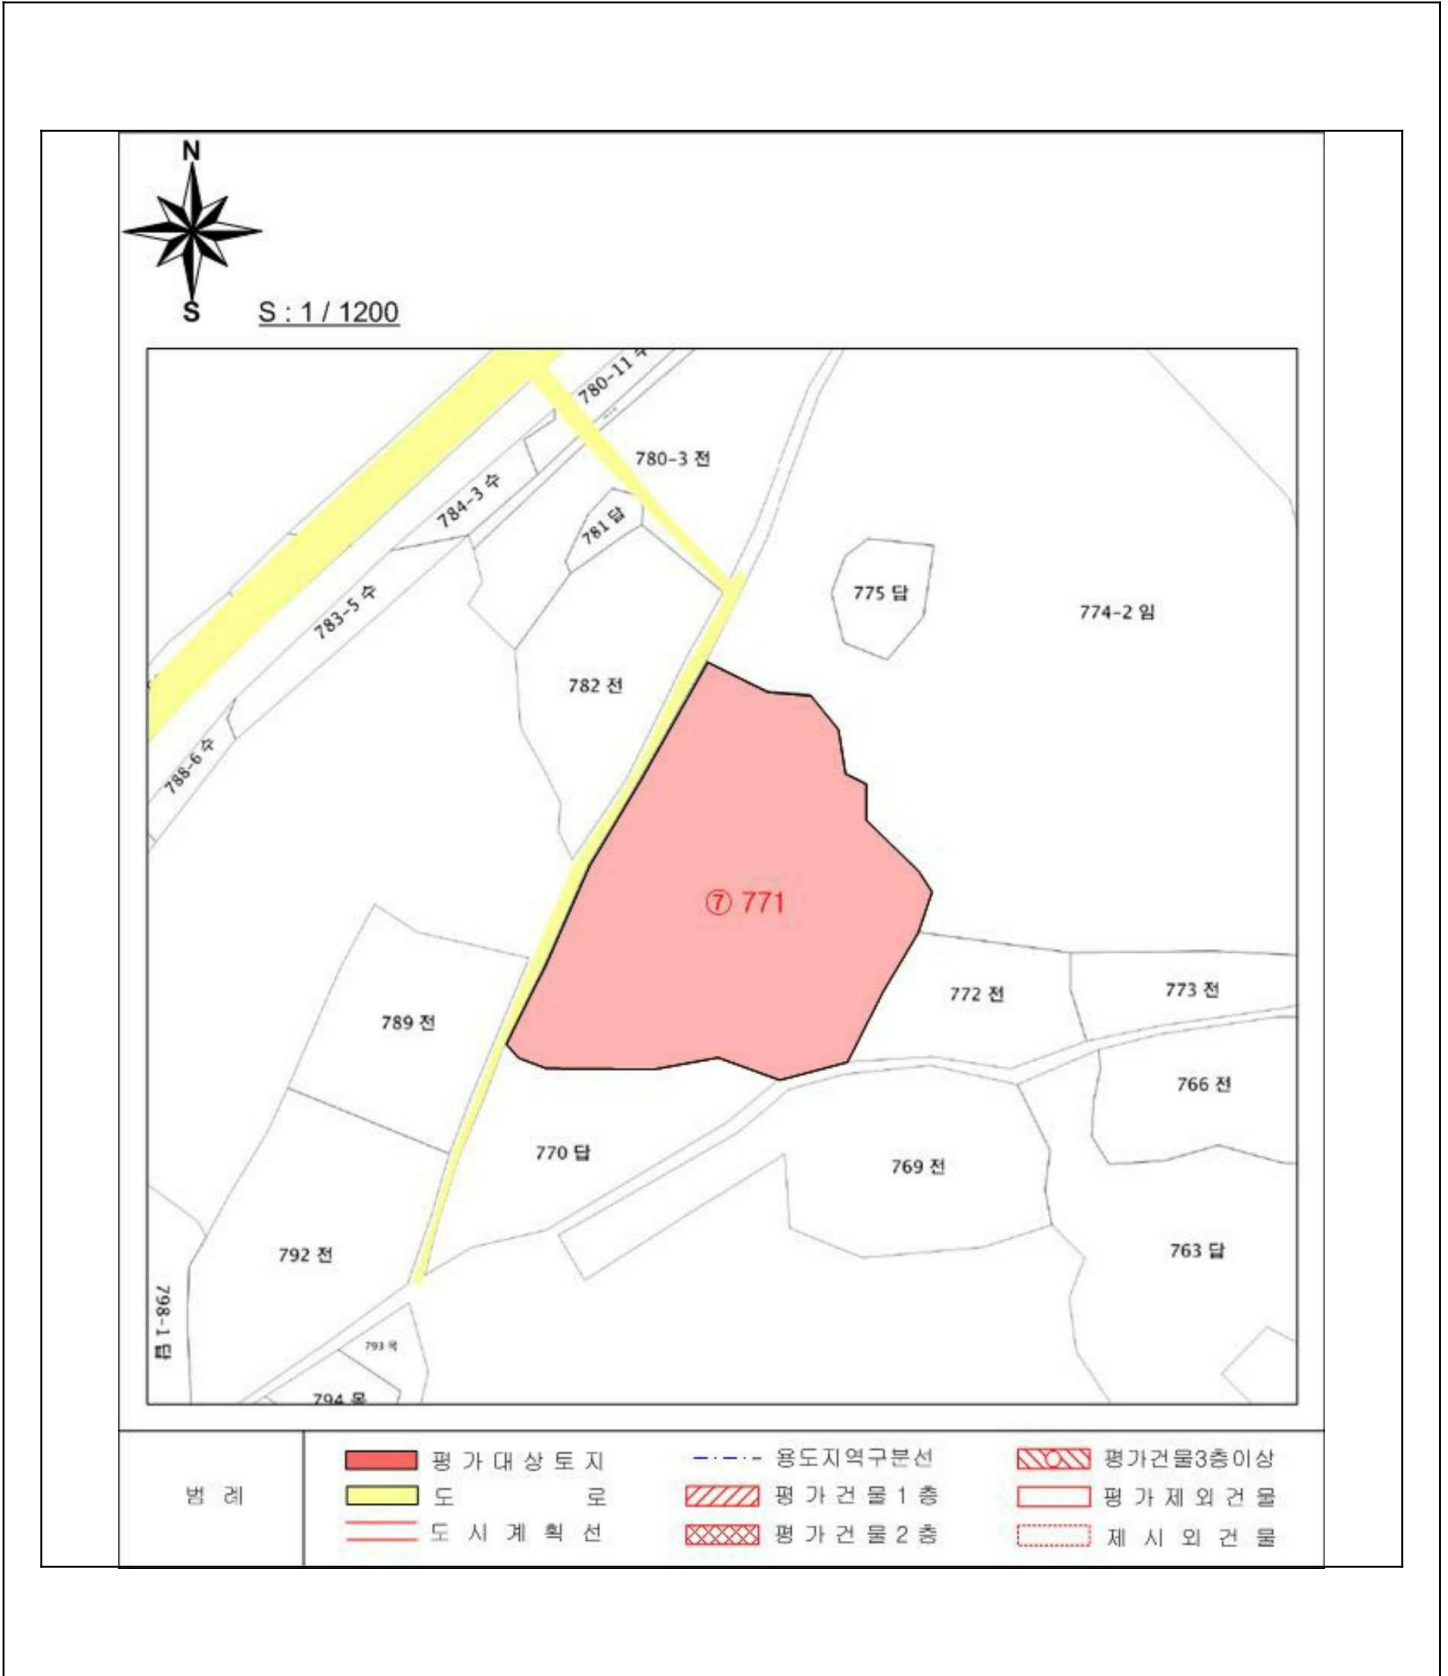 N
S
S : 1 / 1200
780-11 수
780-3 전
784-3 수
781 답
783-5 수
775 답
774-2 임
782 전
788-6 수
⑦ 771
772 전
773 전
789 전
766 전
770 답
769 전
792 전
763 답
798-1 답
793 목
794 목
범 례
평 가 대 상 토 지
용도지역구분선
평가건물3층이상
도 로
평 가 건 물 1 층
평 가 제 외 건 물
도 시 계 획 선
평 가 건 물 2 층
제 시 외 건 물